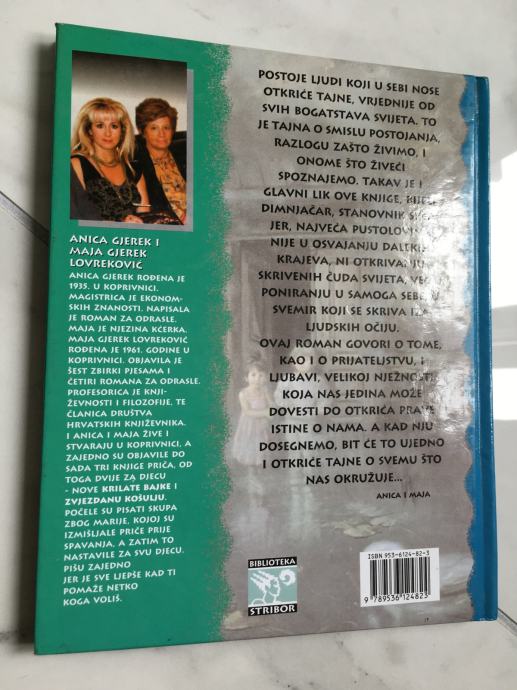 ANICA GJEREK I
MAJA GJEREK
LOVREKOVIĆ
ANICA GJEREK ROĐENA JE
1935. U KOPRIVNICI.
MAGISTRICA JE EKONOM-
SKIH ZNANOSTI. NAPISALA
JE ROMAN ZA ODRASLE.
MAJA JE NJEZINA KĆERKA.
MAJA GJEREK LOVREKOVIĆ
ROĐENA JE 1961. GODINE U
KOPRIVNICI. OBJAVILA JE
ŠEST ZBIRKI PJESAMA I
ČETIRI ROMANA ZA ODRASLE.
PROFESORICA JE KNJI-
ŽEVNOSTI I FILOZOFIJE, TE
ČLANICA DRUŠTVA
HRVATSKIH KNJIŽEVNIKA.
I ANICA I MAJA ŽIVE I
STVARAJU U KOPRIVNICI, A
ZAJEDNO SU OBJAVILE DO
SADA TRI KNJIGE PRIČA, OD
TOGA DVIJE ZA DJECU
- NOVE KRILATE BAJKE I
ZVJEZDANU KOŠULJU.
POČELE SU PISATI SKUPA
ZBOG MARIJE, KOJOJ SU
IZMIŠLJALE PRIČE PRIJE
SPAVANJA, A ZATIM TO
NASTAVILE ZA SVU DJECU.
PIŠU ZAJEDNO
JER JE SVE LJEPŠE KAD TI
POMAŽE NETKO
KOGA VOLIŠ.
POSTOJE LJUDI KOJI U SEBI NOSE
OTKRIĆE TAJNE, VRJEDNIJE OD
SVIH BOGATSTAVA SVIJETA. TO
JE TAJNA O SMISLU POSTOJANJA,
RAZLOGU ZAŠTO ŽIVIMO, I
ONOME ŠTO ŽIVEĆI
SPOZNAJEMO. TAKAV JE I
GLAVNI LIK OVE KNJIGE, BIJELI
DIMNJAČAR, STANOVNIK
JER, NAJVEĆA PUSTOLOVINA
NIJE U OSVAJANJU DALEKIH
KRAJEVA, NI OTKRIVANJU
SKRIVENIH ČUDA SVIJETA, VEĆ
PONIRANJU U SAMOGA SEBE, U
SVEMIR KOJI SE SKRIVA IZA
LJUDSKIH OČIJU.
OVAJ ROMAN GOVORI O TOME,
KAO I O PRIJATELJSTVU, I
LJUBAVI, VELIKOJ NJEŽNOSTI
KOJA NAS JEDINA MOŽE
DOVESTI DO OTKRIĆA PRAVE
ISTINE O NAMA. A KAD NJU
DOSEGNEMO, BIT ĆE TO UJEDNO
I OTKRIĆE TAJNE O SVEMU ŠTO
NAS OKRUŽUJE...
ANICA I MAJA
BIBLIOTEKA
STRIBOR
ISBN 953-6124-82-3
9 789536 124823